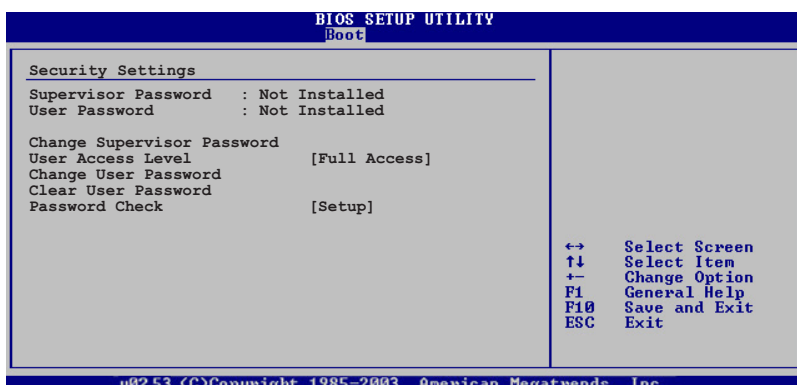 BIOS SETUP UTILITY
Boot
Security Settings
Supervisor Password : Not Installed
User Password : Not Installed
Change Supervisor Password
User Access Level [Full Access]
Change User Password
Clear User Password
Password Check [Setup]
←→ Select Screen
↑↓ Select Item
+- Change Option
F1 General Help
F10 Save and Exit
ESC Exit
v02.53 (C)Copyright 1985-2003, American Megatrends, Inc.